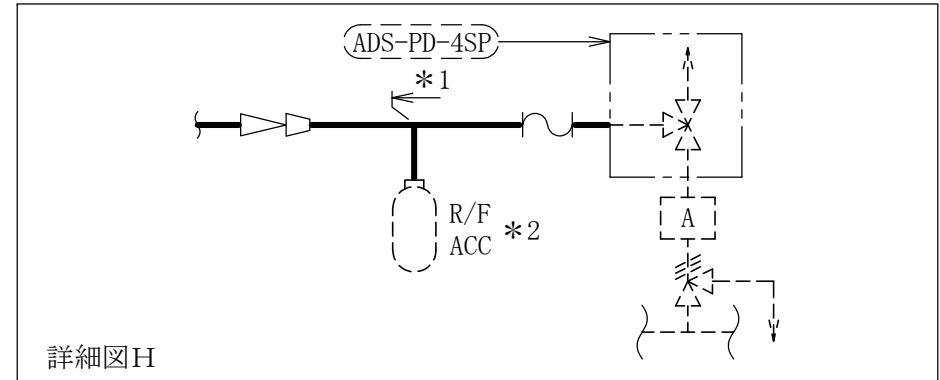 ADS-PD-4SP
*1
R/F
ACC *2
A
詳細図H